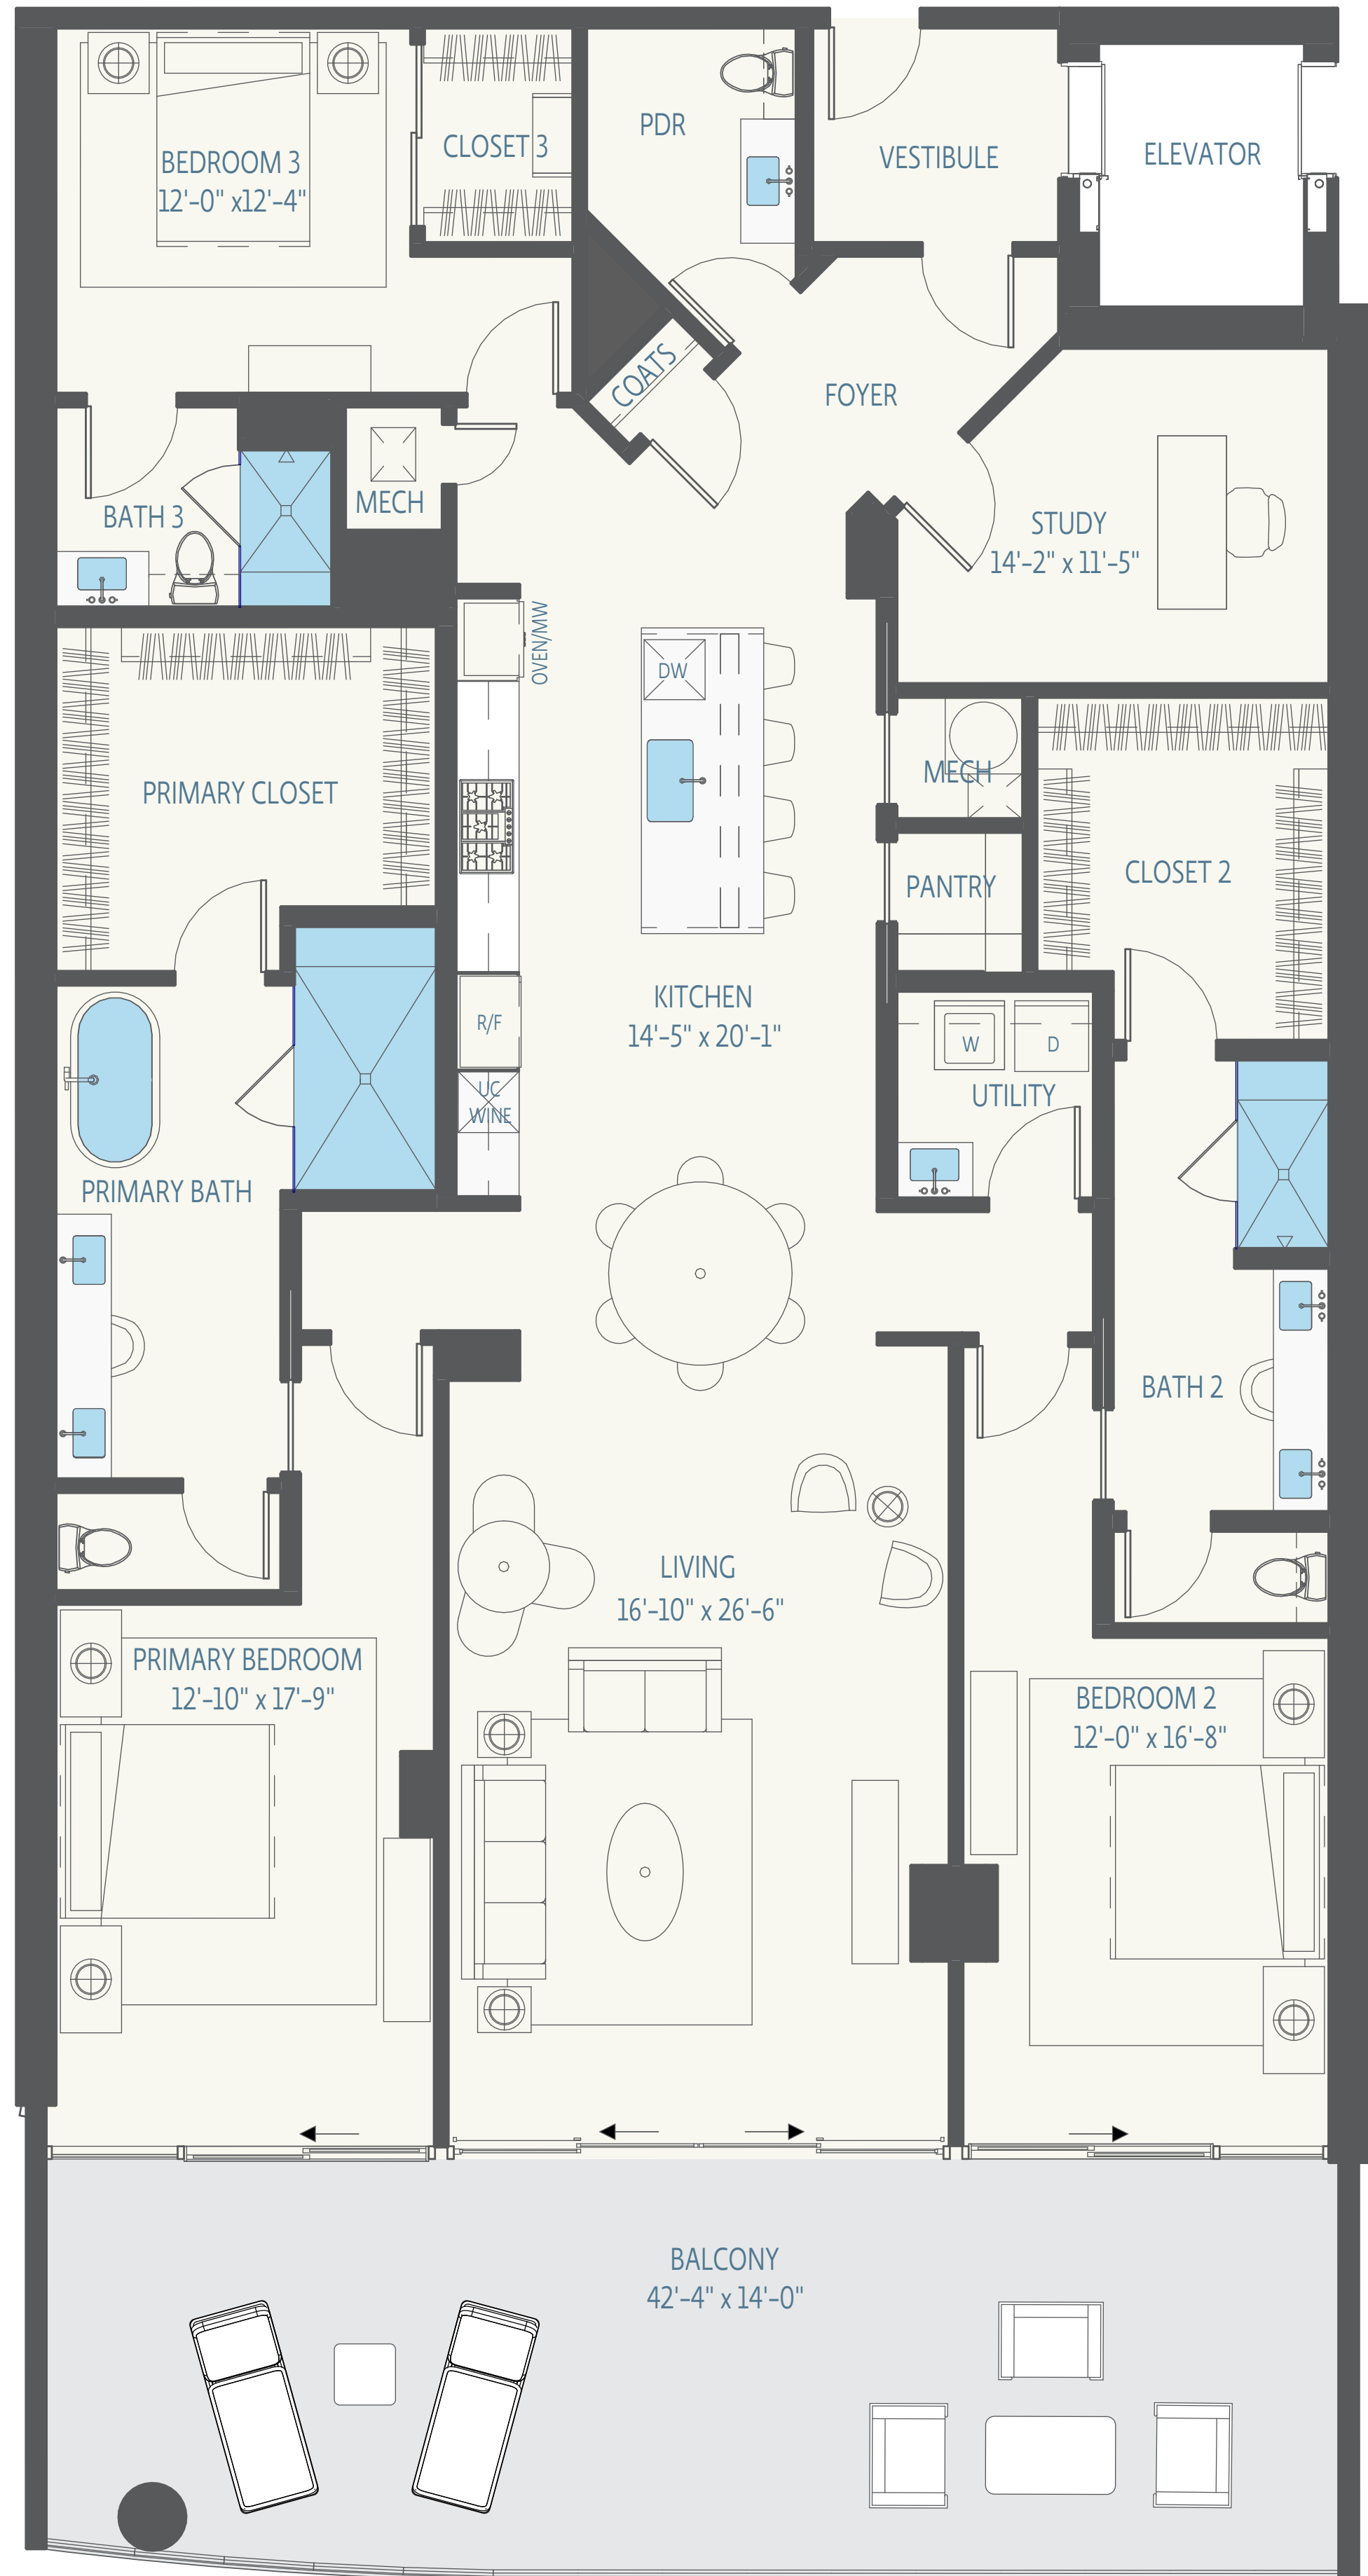 BEDROOM 3
12'-0" x12'-4"
CLOSET 3
PDR
VESTIBULE
ELEVATOR
COATS
FOYER
BATH 3
MECH
STUDY
14'-2" x 11'-5"
OVEN/MW
DW
PRIMARY CLOSET
MECH
PANTRY
CLOSET 2
KITCHEN
14'-5" x 20'-1"
R/F
UC
WINE
W
D
UTILITY
PRIMARY BATH
BATH 2
LIVING
16'-10" x 26'-6"
PRIMARY BEDROOM
12'-10" x 17'-9"
BEDROOM 2
12'-0" x 16'-8"
BALCONY
42'-4" x 14'-0"